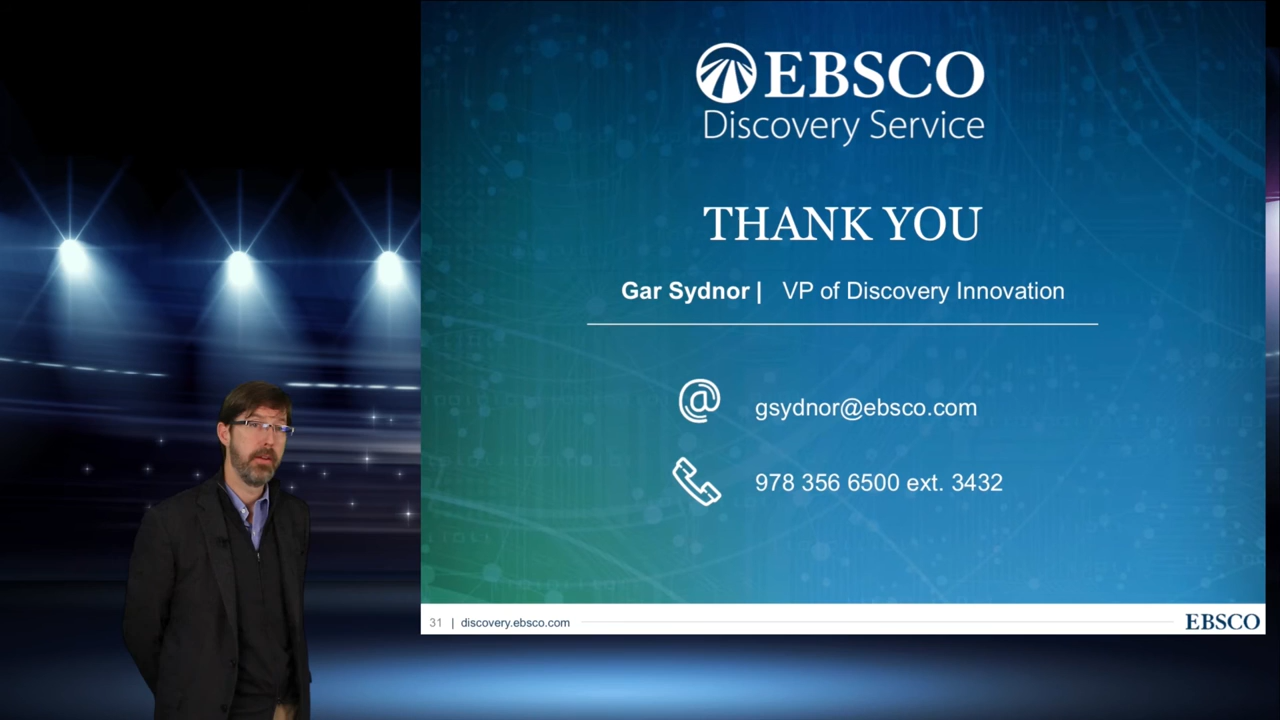 EBSCO
Discovery Service
THANK YOU
Gar Sydnor | VP of Discovery Innovation
gsydnor@ebsco.com
978 356 6500 ext. 3432
31 | discovery.ebsco.com
EBSCO